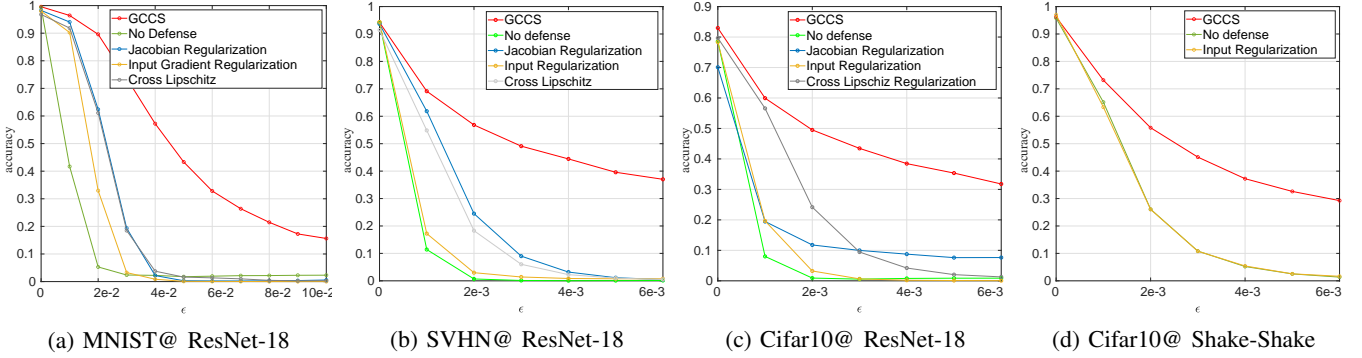 1
0.9
0.8
0.7
0.6
0.5
0.4
0.3
0.2
0.1
0
accuracy
0 2e-2 4e-2 6e-2 8e-2 10e-2
ϵ
GCCS
No Defense
Jacobian Regularization
Input Gradient Regularization
Cross Lipschitz
(a) MNIST@ ResNet-18
1
0.9
0.8
0.7
0.6
0.5
0.4
0.3
0.2
0.1
0
accuracy
0 2e-3 4e-3 6e-3
ϵ
GCCS
No defense
Jacobian Regularization
Input Regularization
Cross Lipschitz
(b) SVHN@ ResNet-18
0.9
0.8
0.7
0.6
0.5
0.4
0.3
0.2
0.1
0
accuracy
0 2e-3 4e-3 6e-3
ϵ
GCCS
No defense
Jacobian Regularization
Input Regularization
Cross Lipschiz Regularization
(c) Cifar10@ ResNet-18
1
0.9
0.8
0.7
0.6
0.5
0.4
0.3
0.2
0.1
0
accuracy
0 2e-3 4e-3 6e-3
ϵ
GCCS
No defense
Input Regularization
(d) Cifar10@ Shake-Shake